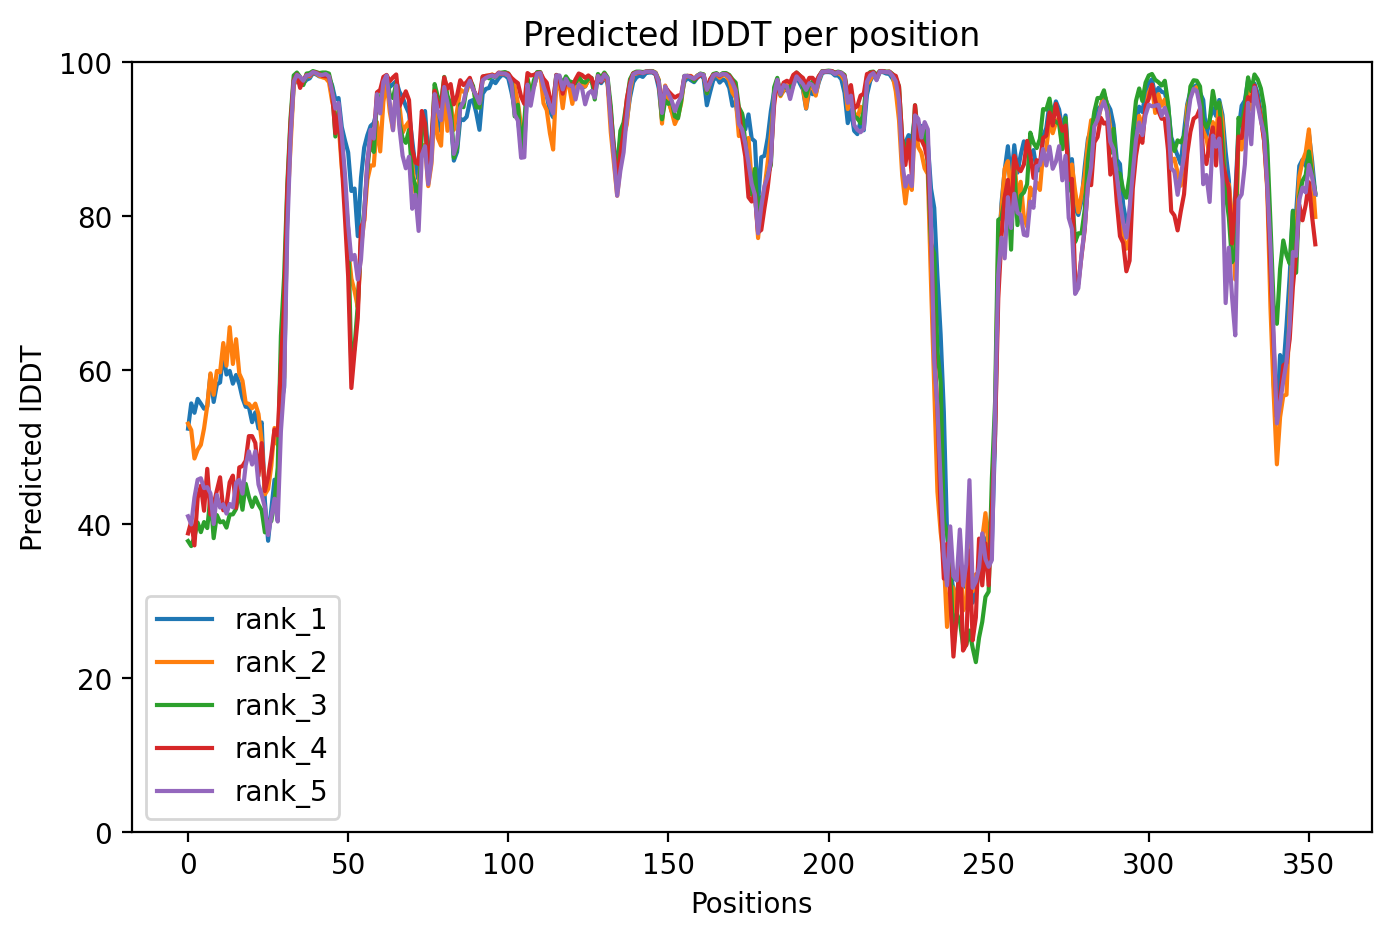 Predicted lDDT per position
100
80
60
40
20
0
Predicted lDDT
rank_1
rank_2
rank_3
rank_4
rank_5
0 50 100 150 200 250 300 350
Positions